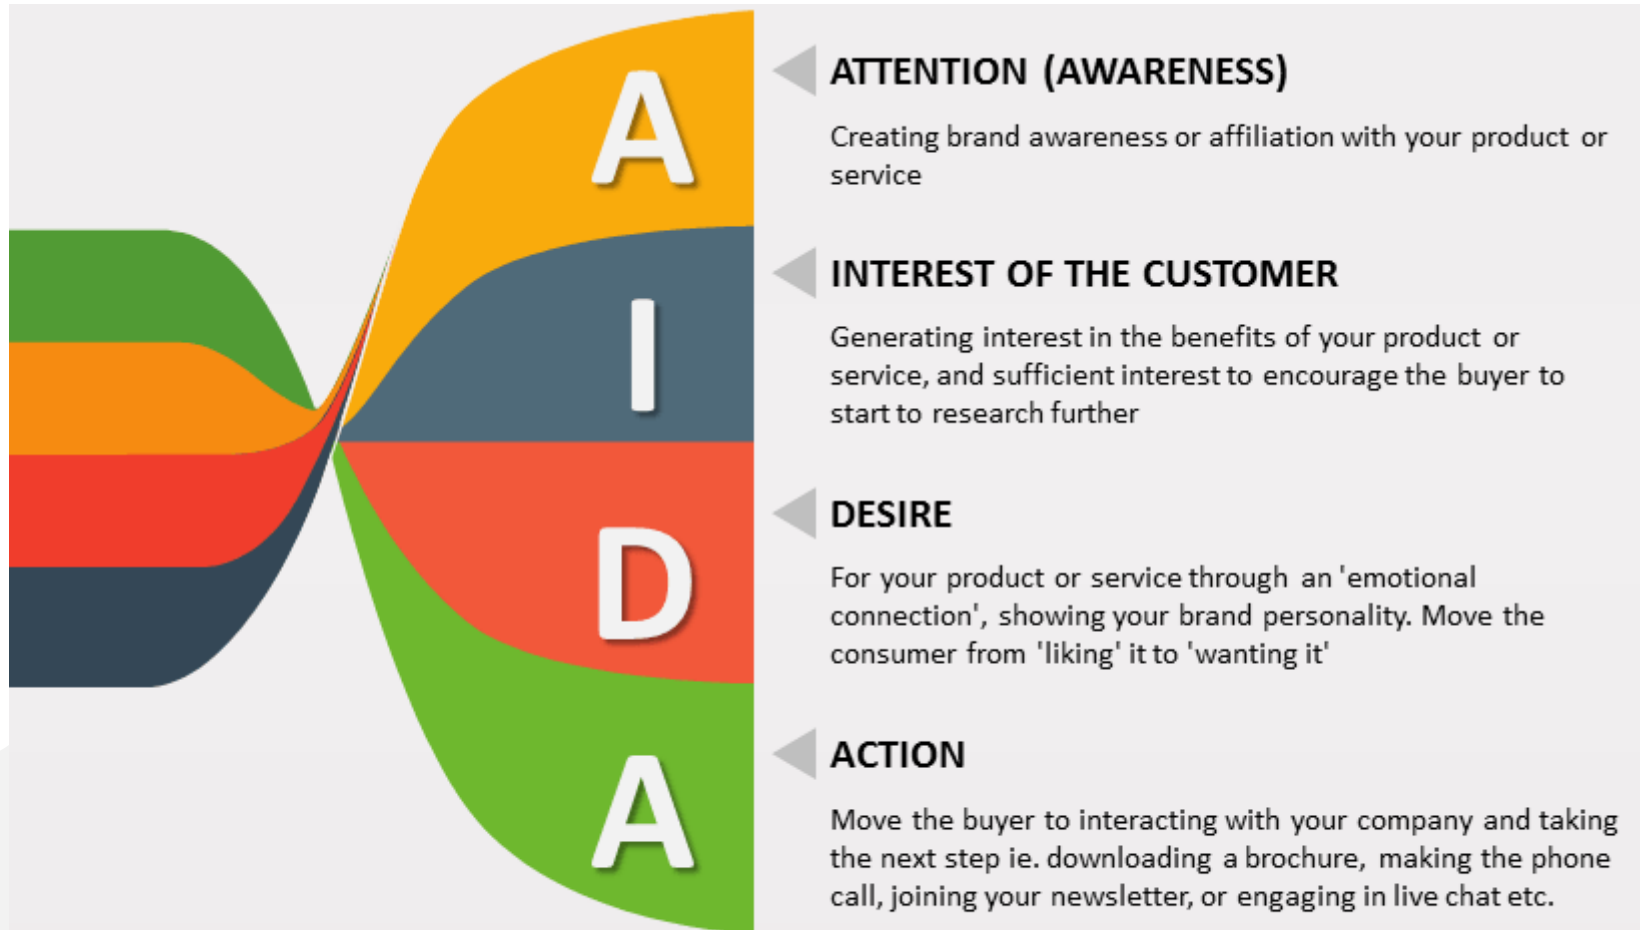 A
ATTENTION (AWARENESS)
Creating brand awareness or affiliation with your product or
service
I
INTEREST OF THE CUSTOMER
Generating interest in the benefits of your product or
service, and sufficient interest to encourage the buyer to
start to research further
D
DESIRE
For your product or service through an 'emotional
connection', showing your brand personality. Move the
consumer from 'liking' it to 'wanting it'
A
ACTION
Move the buyer to interacting with your company and taking
the next step ie. downloading a brochure, making the phone
call, joining your newsletter, or engaging in live chat etc.